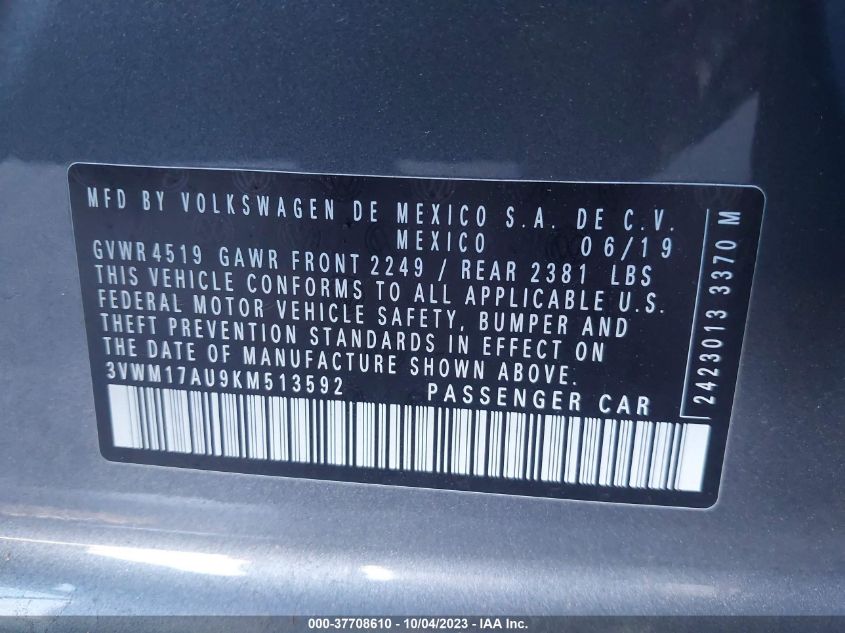 MFD BY VOLKSWAGEN DE MEXICO S.A. DE C.V.
MEXICO 06/19
GVWR 4519 GAWR FRONT 2249 / REAR 2381 LBS
THIS VEHICLE CONFORMS TO ALL APPLICABLE U.S.
FEDERAL MOTOR VEHICLE SAFETY, BUMPER AND
THEFT PREVENTION STANDARDS IN EFFECT ON
THE DATE OF MANUFACTURE SHOWN ABOVE.
3VWM17AU9KM513592 PASSENGER CAR
2423013 3370 M
000-37708610 - 10/04/2023 - IAA Inc.